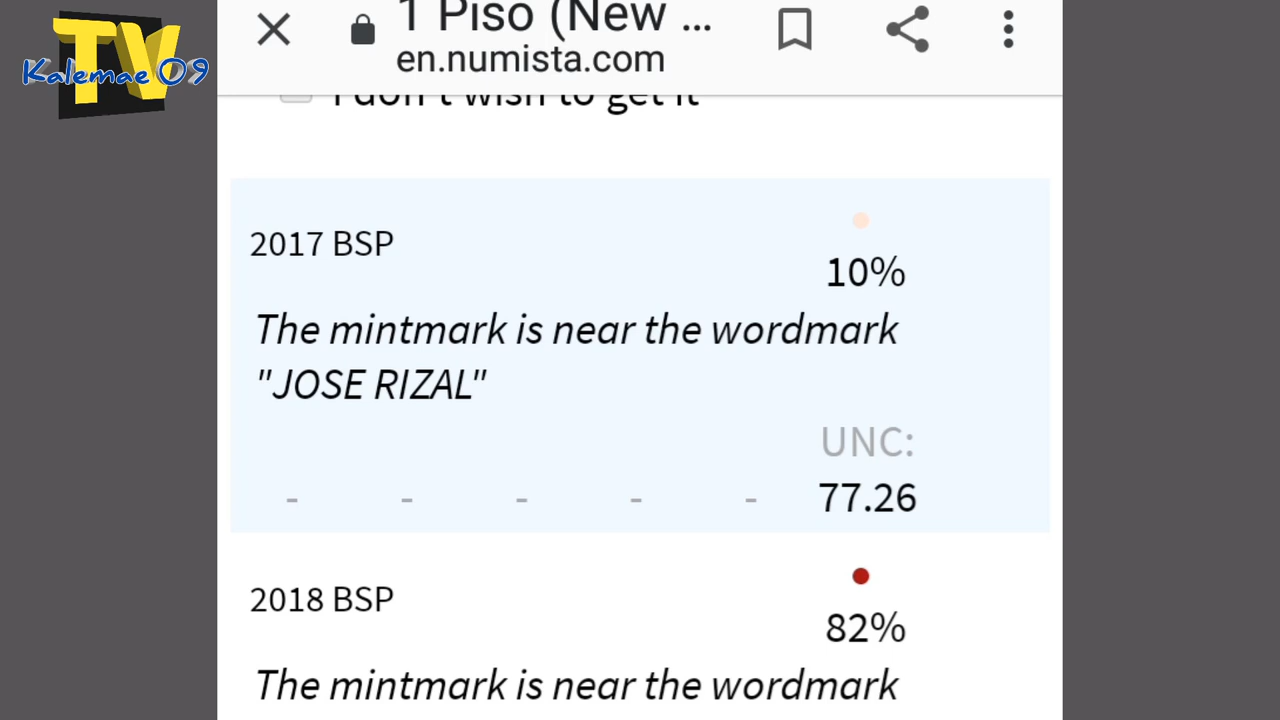 TV
Kalemae 09
1 Piso (New ...
en.numista.com
I don't wish to get it
2017 BSP
10%
The mintmark is near the wordmark
"JOSE RIZAL"
UNC:
- - - - - 77.26
2018 BSP
82%
The mintmark is near the wordmark